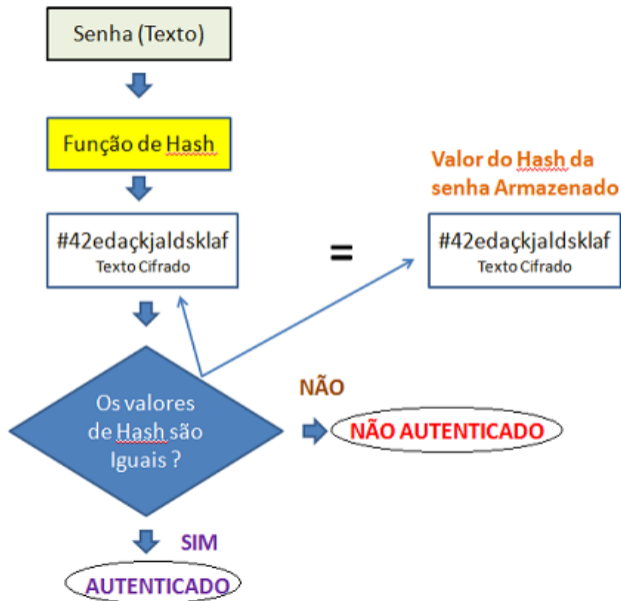 Senha (Texto)
Função de Hash
Valor do Hash da
senha Armazenado
#42edaçkjaldsklaf
Texto Cifrado
=
#42edaçkjaldsklaf
Texto Cifrado
Os valores
de Hash são
Iguais ?
NÃO
NÃO AUTENTICADO
SIM
AUTENTICADO